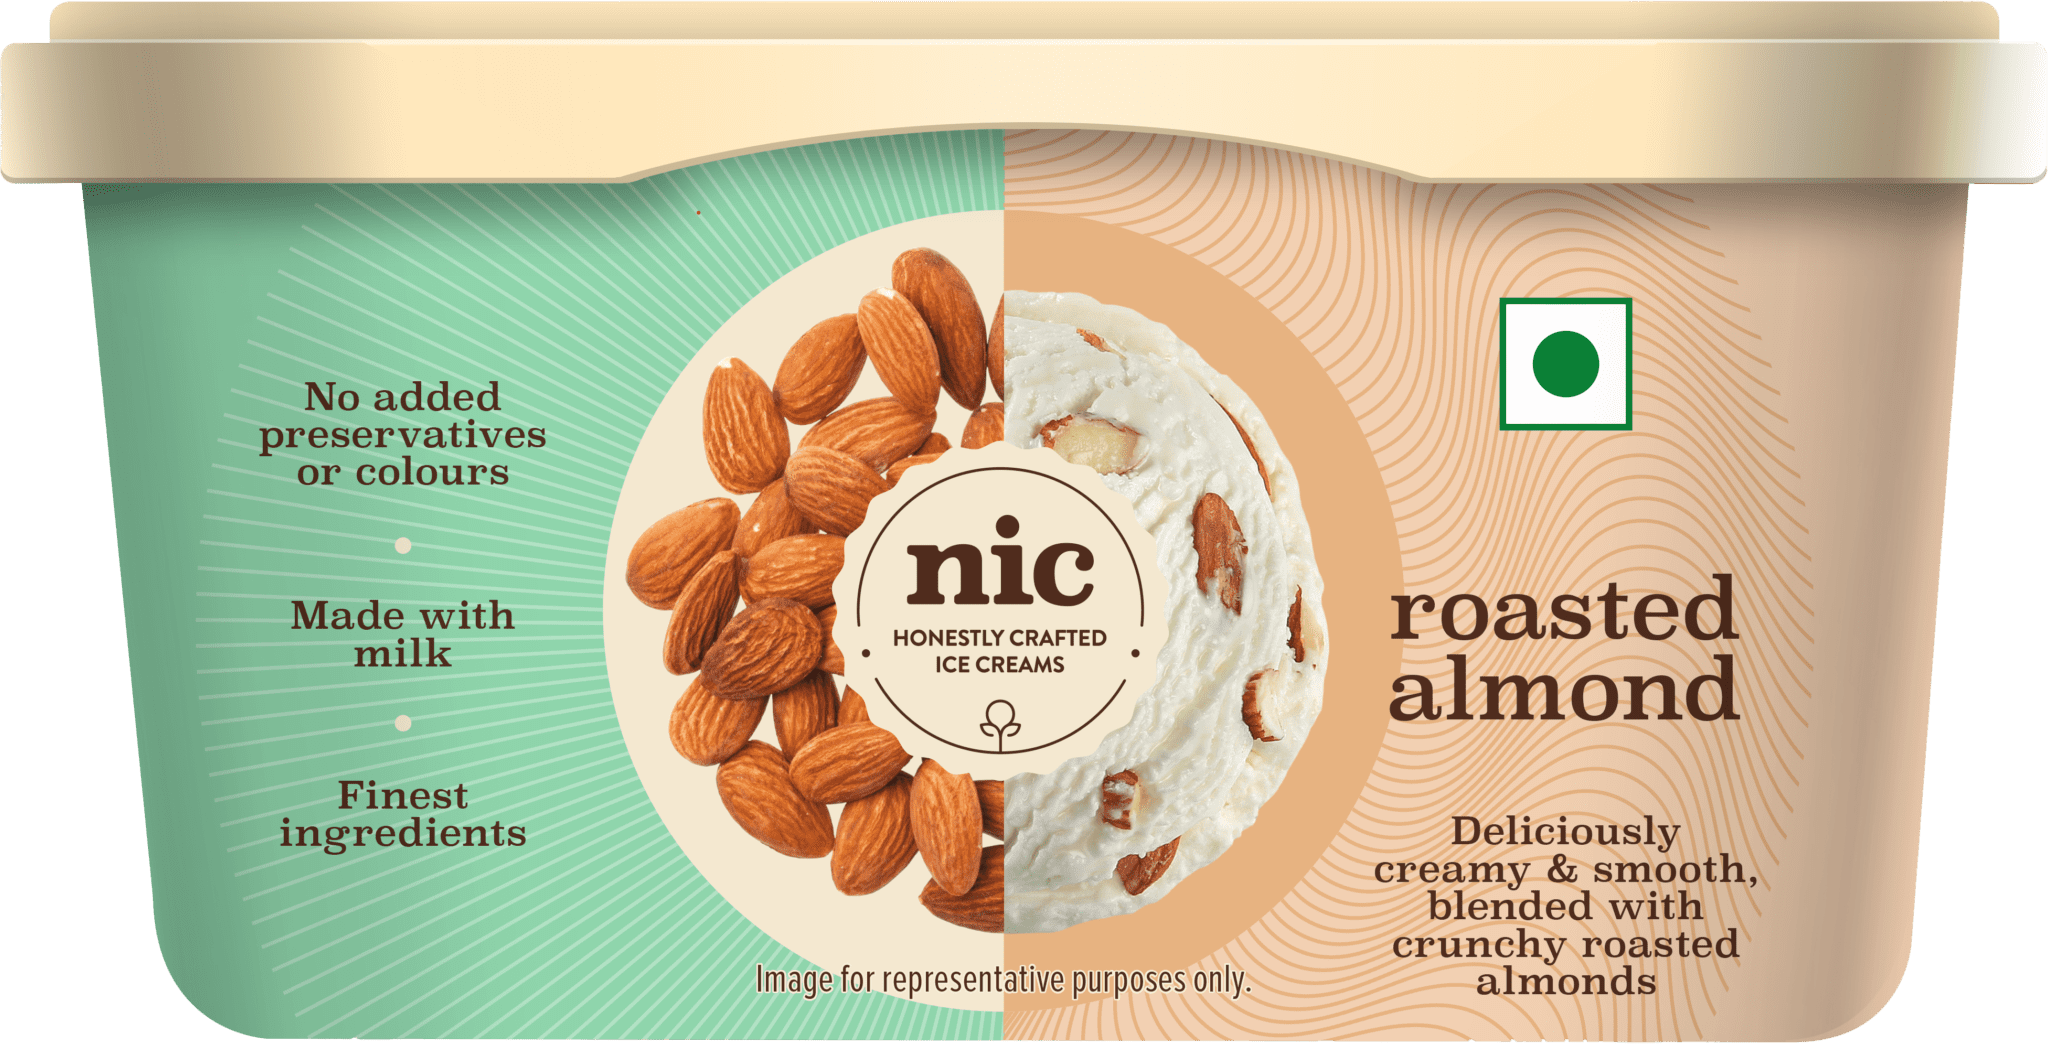 No added
preservatives
or colours
Made with
milk
Finest
ingredients
nic
HONESTLY CRAFTED
ICE CREAMS
roasted
almond
Deliciously
creamy & smooth,
blended with
crunchy roasted
almonds
Image for representative purposes only.